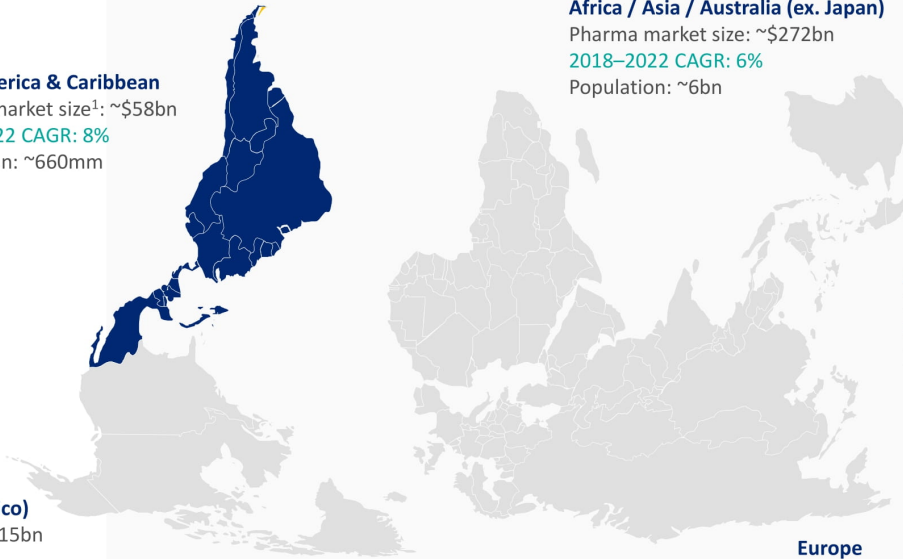 Africa / Asia / Australia (ex. Japan)
Pharma market size: ~$272bn
2018–2022 CAGR: 6%
Population: ~6bn
erica & Caribbean
market size¹: ~$58bn
22 CAGR: 8%
n: ~660mm
co)
15bn
Europe